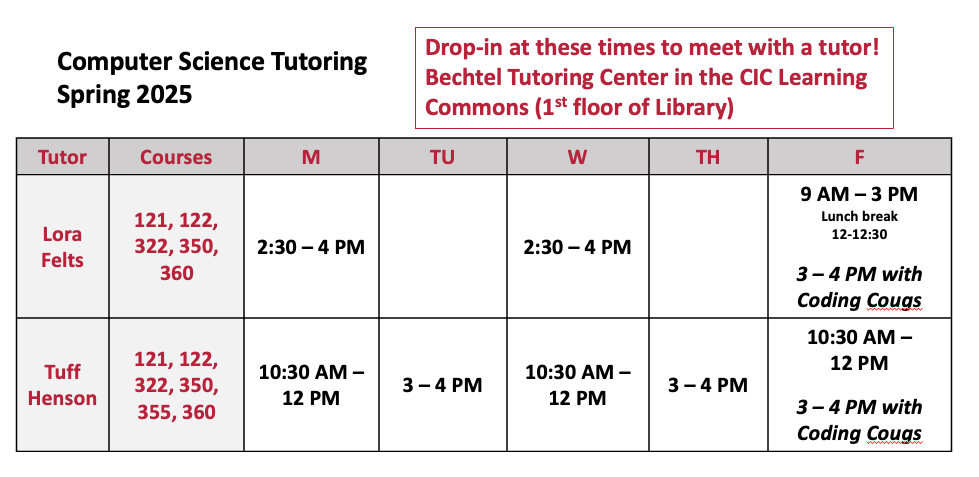 Computer Science Tutoring
Spring 2025
Drop-in at these times to meet with a tutor!
Bechtel Tutoring Center in the CIC Learning
Commons (1st floor of Library)
Tutor Courses M TU W TH F
Lora
Felts
121, 122,
322, 350,
360
2:30 – 4 PM
2:30 – 4 PM
9 AM – 3 PM
Lunch break
12-12:30
3 – 4 PM with
Coding Cougs
Tuff
Henson
121, 122,
322, 350,
355, 360
10:30 AM –
12 PM
3 – 4 PM
10:30 AM –
12 PM
3 – 4 PM
10:30 AM –
12 PM
3 – 4 PM with
Coding Cougs